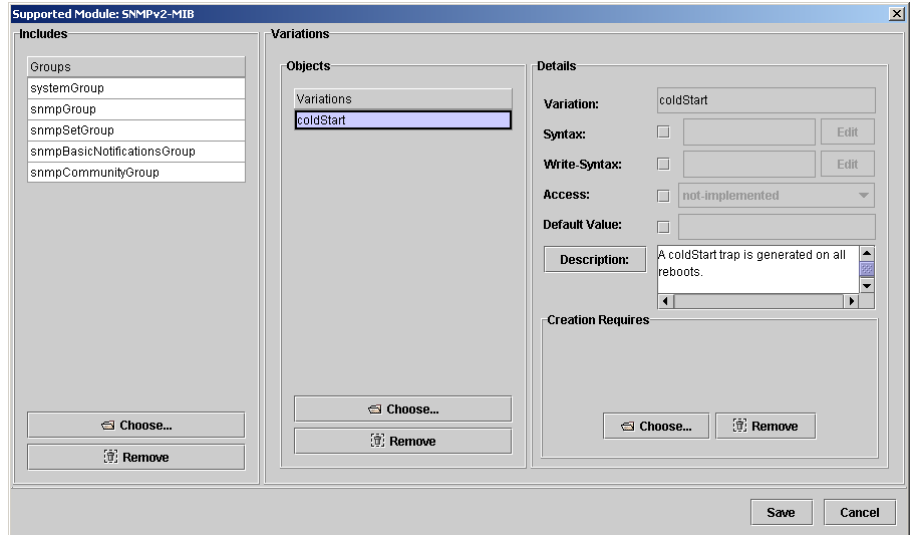 Supported Module: SNMPv2-MIB
Includes
Groups
systemGroup
snmpGroup
snmpSetGroup
snmpBasicNotificationsGroup
snmpCommunityGroup
Choose...
Remove
Variations
Objects
Variations
coldStart
Choose...
Remove
Details
Variation: coldStart
Syntax: Edit
Write-Syntax: Edit
Access: not-implemented
Default Value:
Description: A coldStart trap is generated on all
reboots.
Creation Requires
Choose... Remove
Save Cancel